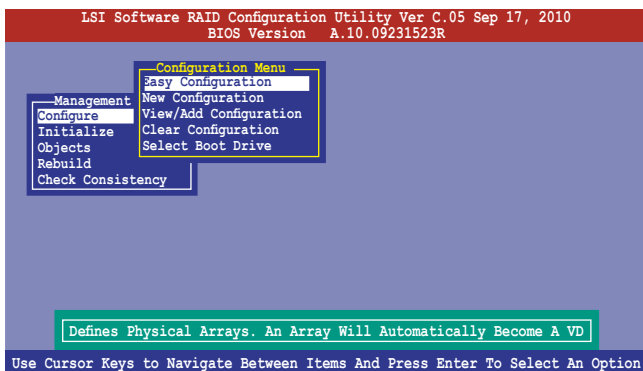 LSI Software RAID Configuration Utility Ver C.05 Sep 17, 2010
BIOS Version A.10.09231523R
Configuration Menu
Easy Configuration
New Configuration
View/Add Configuration
Clear Configuration
Select Boot Drive
Management
Configure
Initialize
Objects
Rebuild
Check Consistency
Defines Physical Arrays. An Array Will Automatically Become A VD
Use Cursor Keys to Navigate Between Items And Press Enter To Select An Option